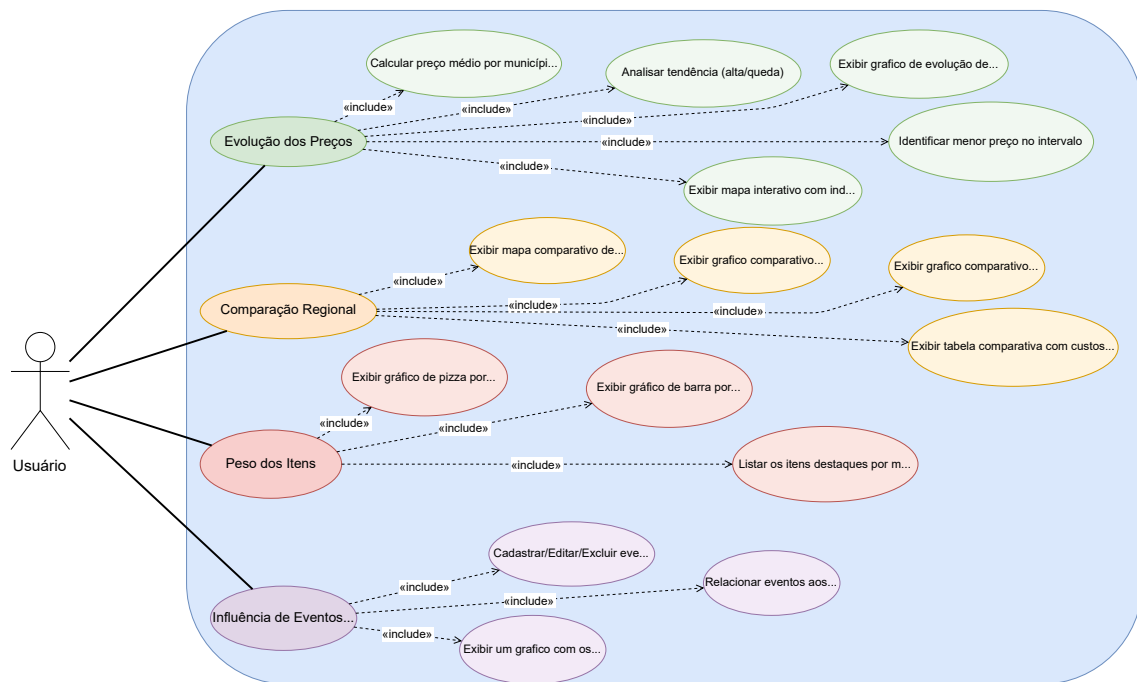 Calcular preço médio por municípi...
Analisar tendência (alta/queda)
Exibir grafico de evolução de...
«include»
«include»
«include»
Evolução dos Preços
«include»
Identificar menor preço no intervalo
«include»
Exibir mapa interativo com ind...
Exibir mapa comparativo de...
Exibir grafico comparativo...
Exibir grafico comparativo...
«include»
Comparação Regional
«include»
«include»
«include»
Exibir tabela comparativa com custos...
Exibir gráfico de pizza por...
Exibir gráfico de barra por...
«include»
«include»
Peso dos Itens
«include»
Listar os itens destaques por m...
Usuário
Cadastrar/Editar/Excluir eve...
Relacionar eventos aos...
«include»
«include»
Influência de Eventos...
«include»
Exibir um grafico com os...